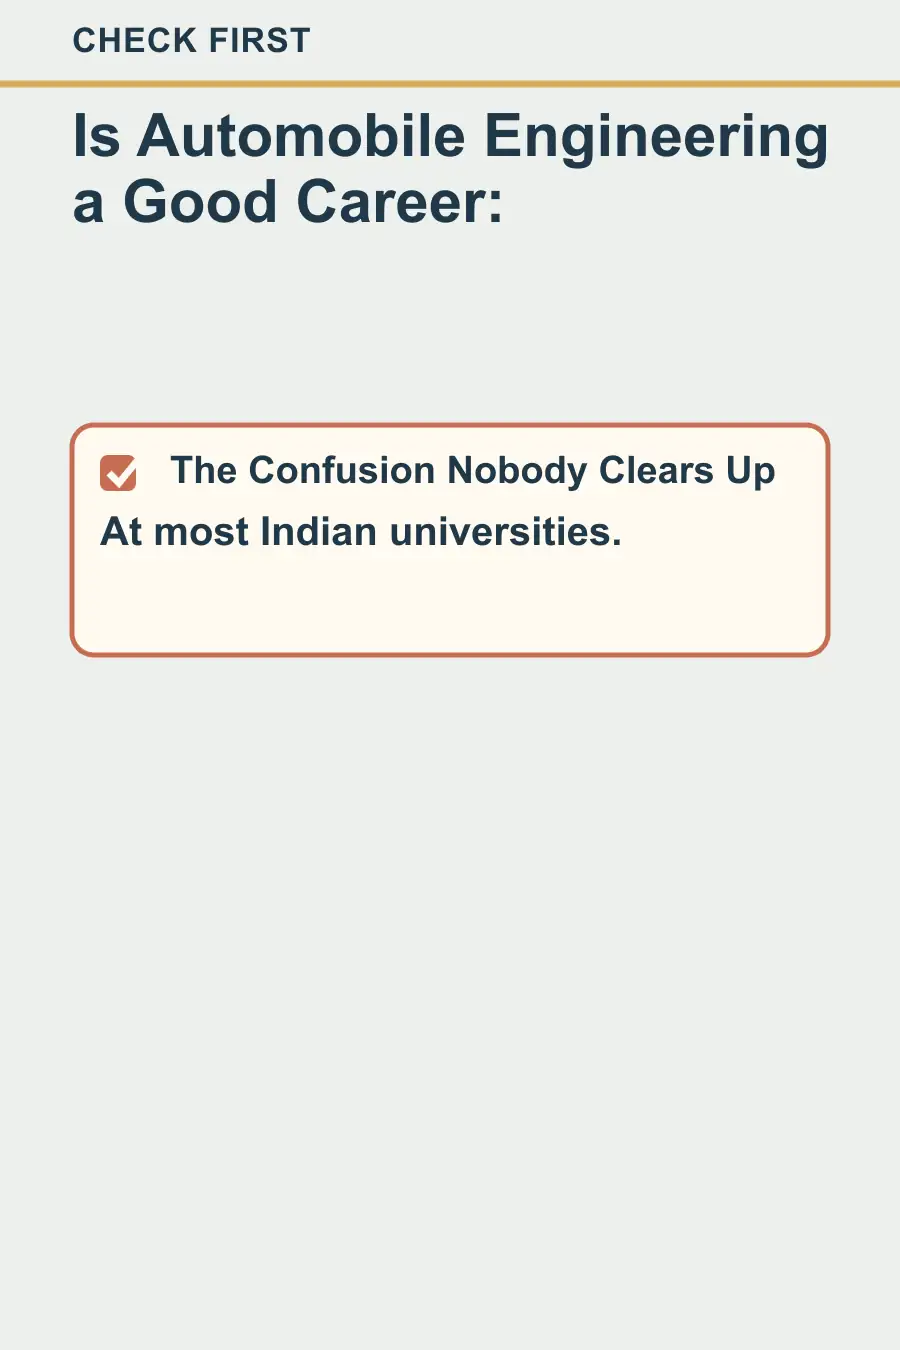 CHECK FIRST
Is Automobile Engineering
a Good Career:
The Confusion Nobody Clears Up
At most Indian universities.